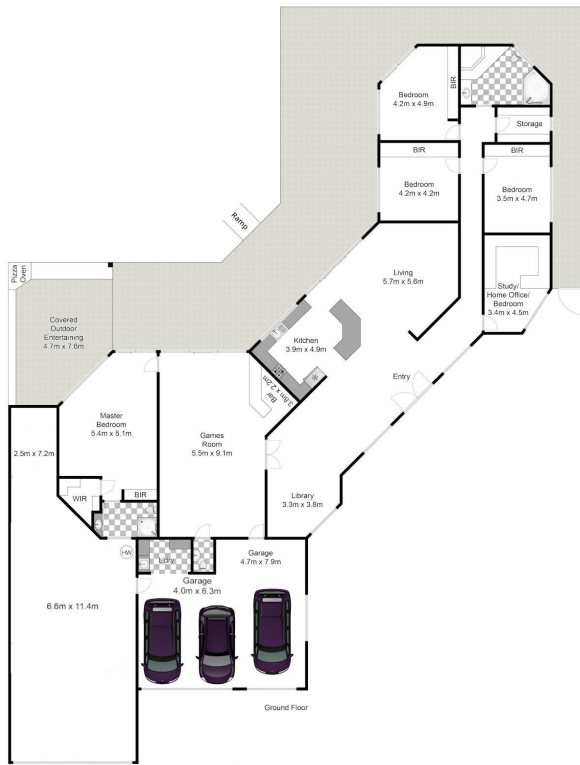 Bedroom
4.2m x 4.9m
BIR
Storage
BIR
BIR
Bedroom
4.2m x 4.2m
Bedroom
3.5m x 4.7m
Ramp
Living
5.7m x 5.6m
Study/
Home Office/
Bedroom
3.4m x 4.5m
Pizza
Oven
Covered
Outdoor
Entertaining
4.7m x 7.6m
Kitchen
3.9m x 4.9m
Entry
Bar
3.8m x 2.2m
Master
Bedroom
5.4m x 5.1m
Games
Room
5.5m x 9.1m
2.5m x 7.2m
WIR
BIR
Library
3.3m x 3.8m
HW
L'dry
Garage
4.7m x 7.9m
Garage
4.0m x 6.3m
6.6m x 11.4m
Ground Floor